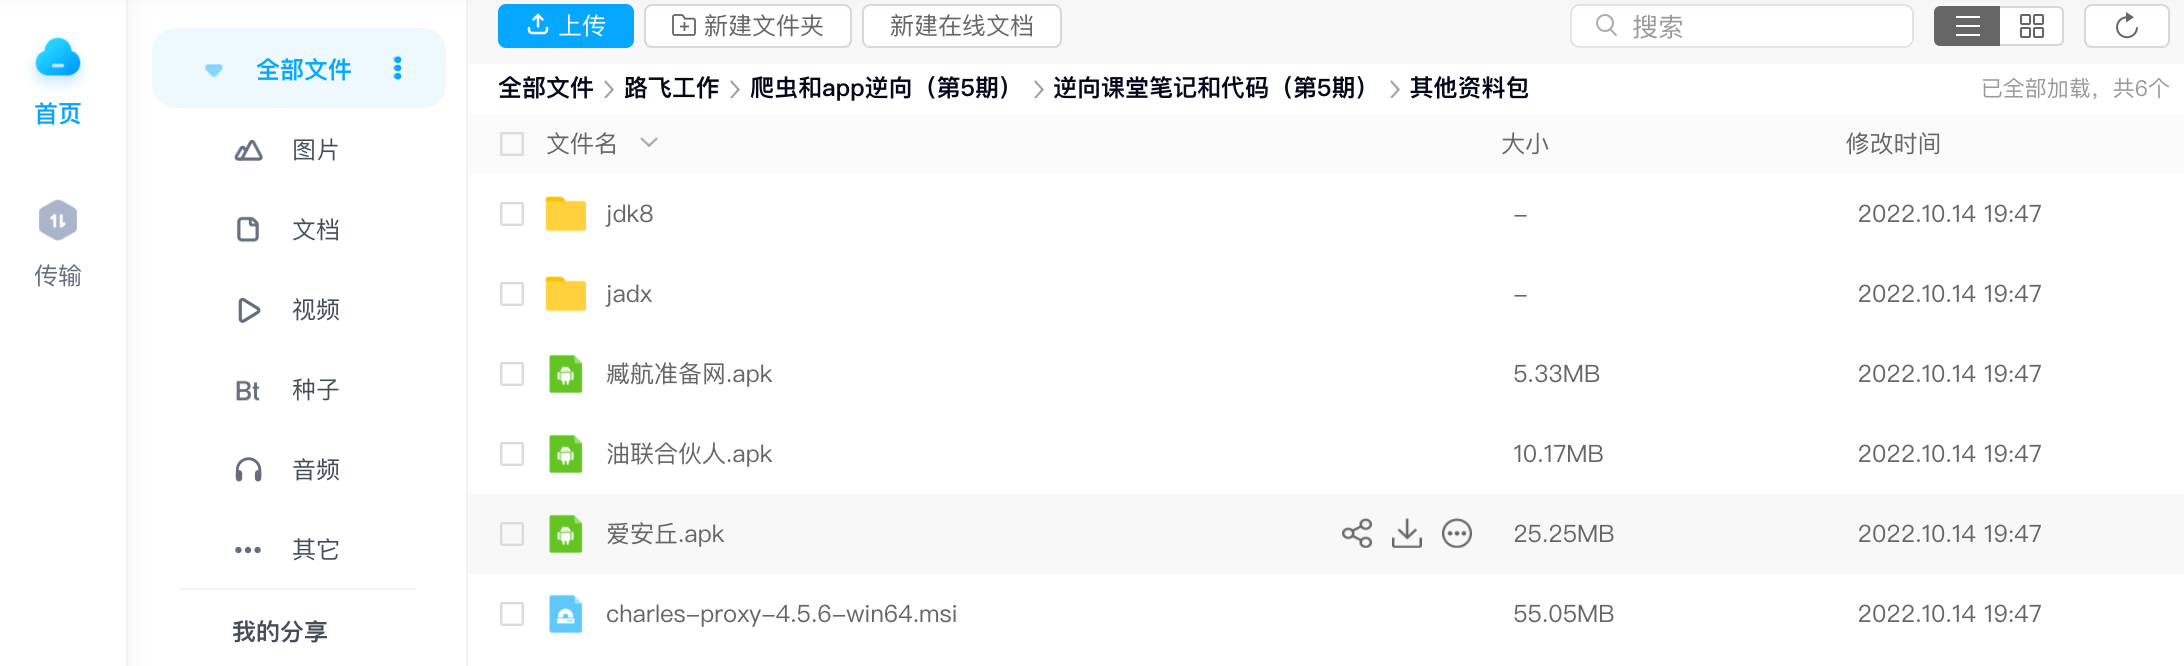 首页
传输
全部文件
图片
文档
视频
Bt 种子
音频
其它
我的分享
上传 新建文件夹 新建在线文档 搜索
全部文件 > 路飞工作 > 爬虫和app逆向（第5期） > 逆向课堂笔记和代码（第5期） > 其他资料包 已全部加载，共6个
文件名 大小 修改时间
jdk8 – 2022.10.14 19:47
jadx – 2022.10.14 19:47
臧航准备网.apk 5.33MB 2022.10.14 19:47
油联合伙人.apk 10.17MB 2022.10.14 19:47
爱安丘.apk 25.25MB 2022.10.14 19:47
charles-proxy-4.5.6-win64.msi 55.05MB 2022.10.14 19:47